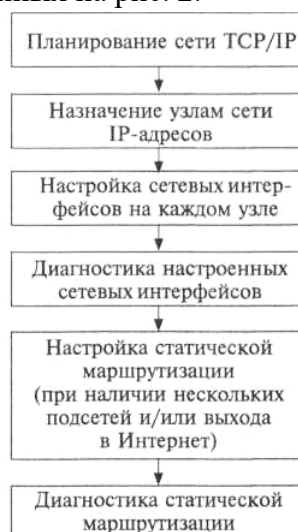 на рис. 2.
Планирование сети TCP/IP
Назначение узлам сети
IP-адресов
Настройка сетевых интер-
фейсов на каждом узле
Диагностика настроенных
сетевых интерфейсов
Настройка статической
маршрутизации
(при наличии нескольких
подсетей и/или выхода
в Интернет)
Диагностика статической
маршрутизации